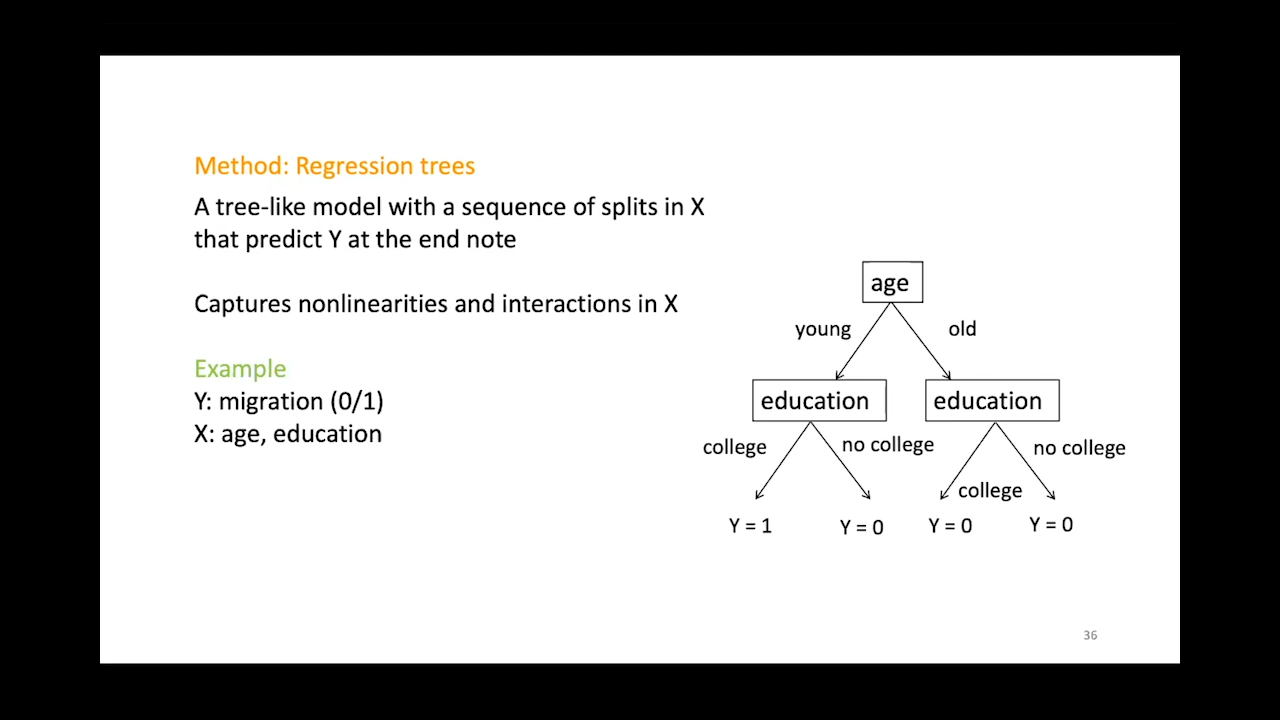 Method: Regression trees
A tree-like model with a sequence of splits in X
that predict Y at the end note
Captures nonlinearities and interactions in X
Example
Y: migration (0/1)
X: age, education
age
young
old
education
education
college
no college
college
no college
Y = 1
Y = 0
Y = 0
Y = 0
36